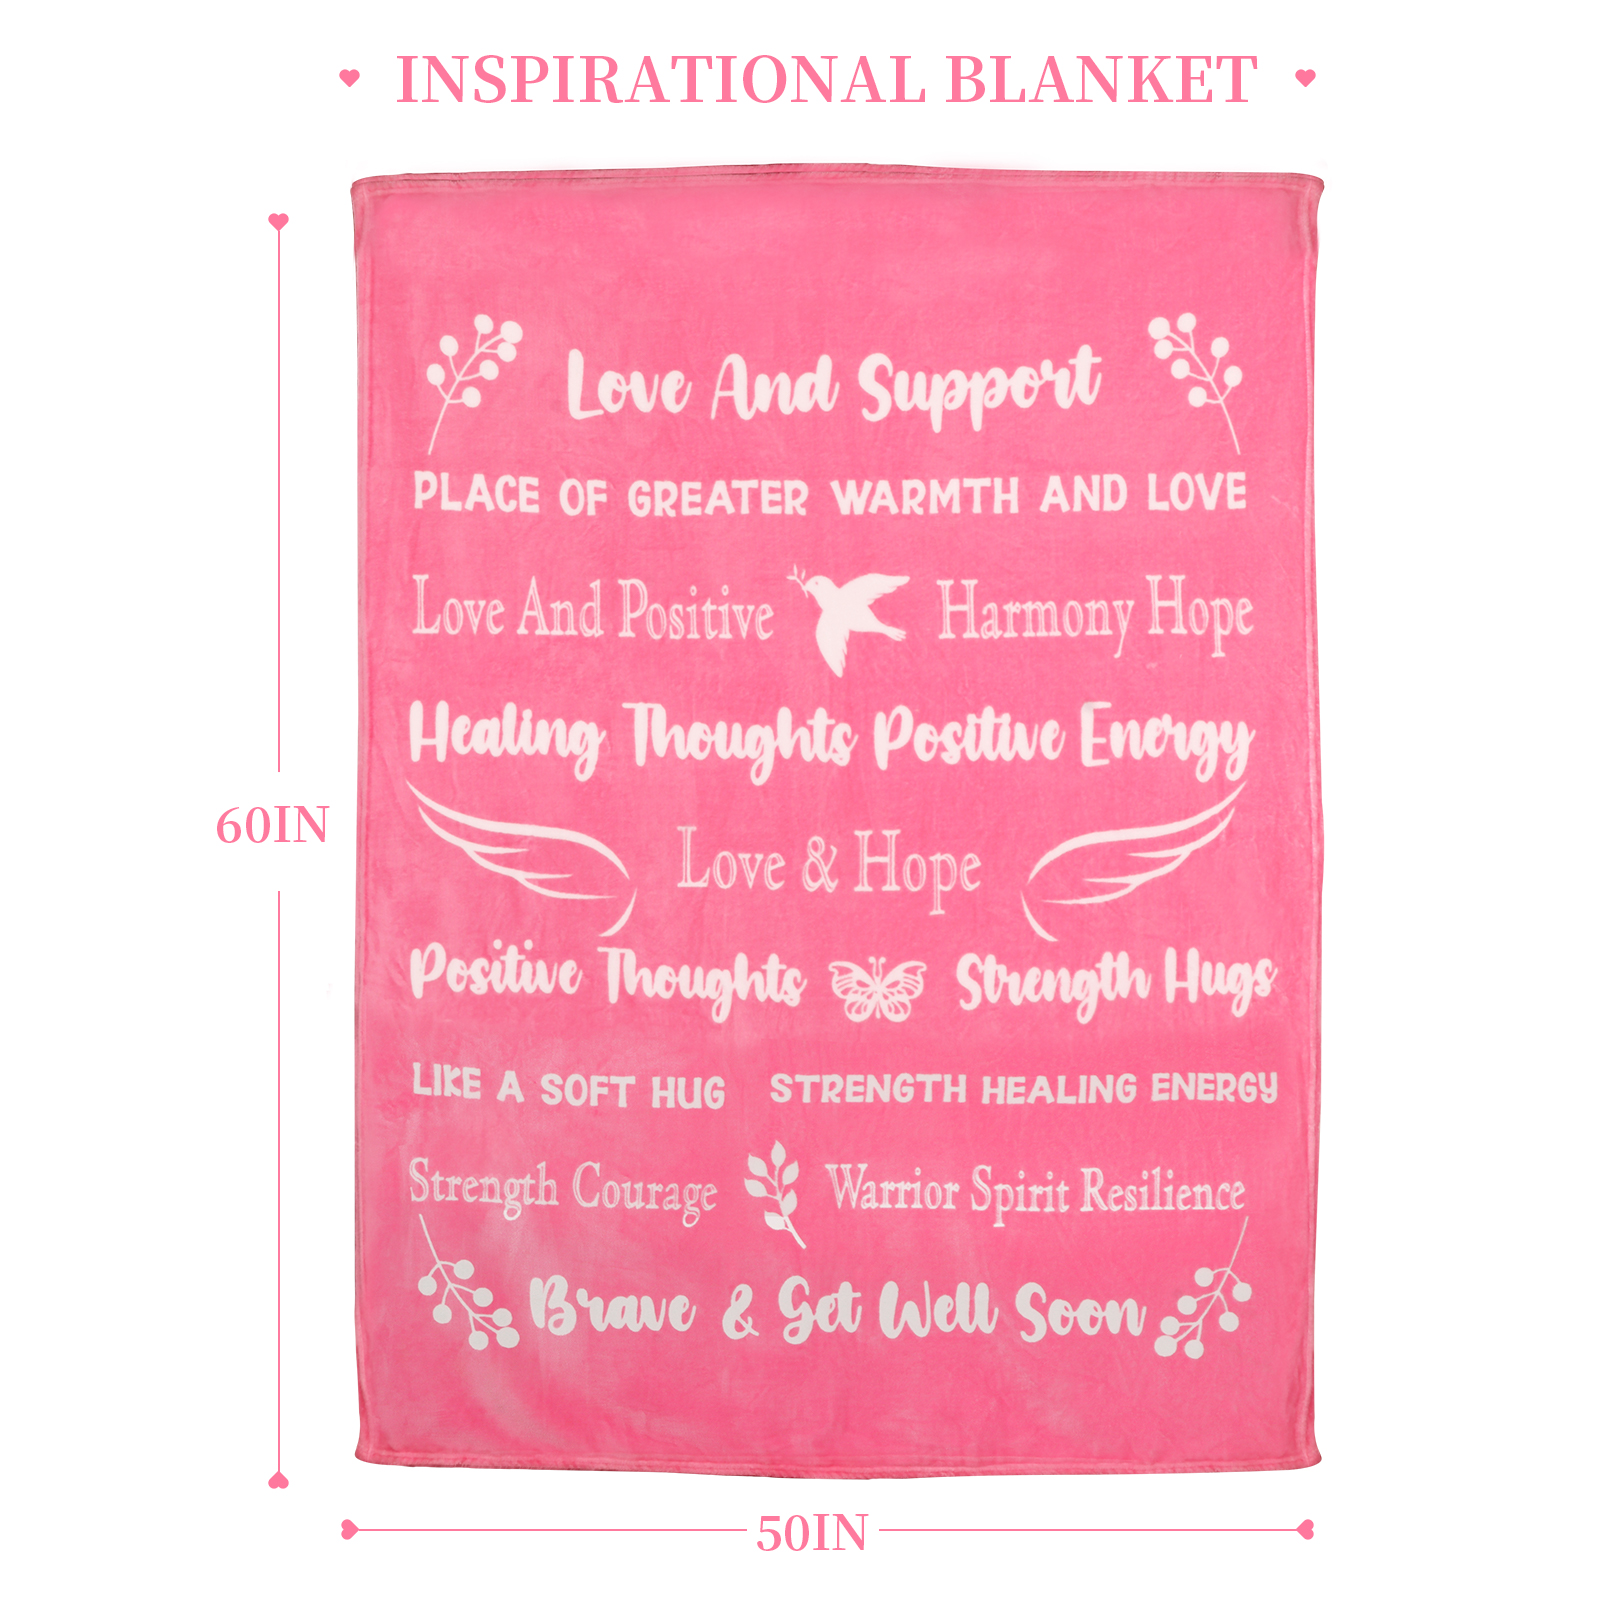 INSPIRATIONAL BLANKET
Love And Support
PLACE OF GREATER WARMTH AND LOVE
Love And Positive Harmony Hope
Healing Thoughts Positive Energy
60IN
Love & Hope
Positive Thoughts Strength Hugs
LIKE A SOFT HUG STRENGTH HEALING ENERGY
Strength Courage Warrior Spirit Resilience
Brave & Get Well Soon
50IN